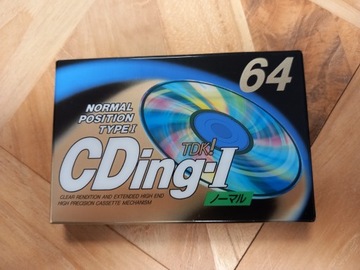 64
NORMAL
POSITION
TYPE I
TDK!
CDing-I
CLEAR RENDITION AND EXTENDED HIGH END
HIGH PRECISION CASSETTE MECHANISM
ノーマル